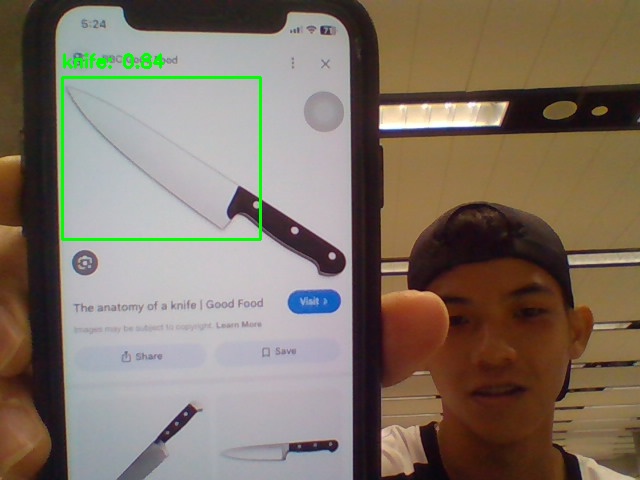 5:24
71
knife: 0.84
BBC Good Food
The anatomy of a knife | Good Food
Visit >
Images may be subject to copyright. Learn More
Share
Save